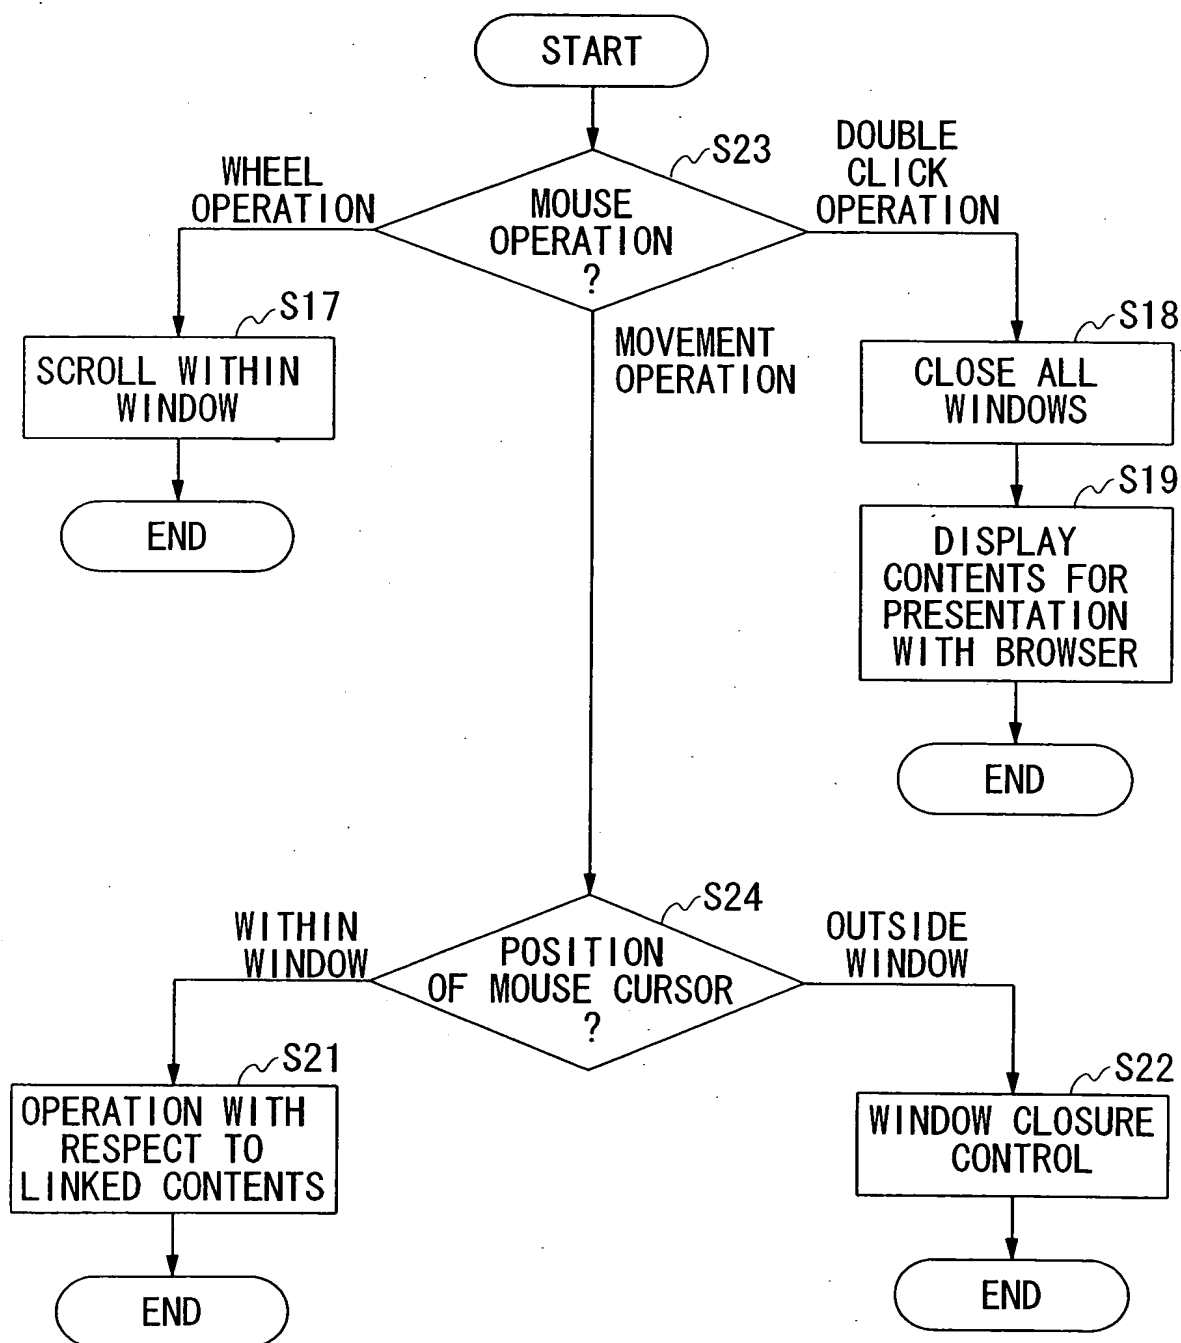 START
S23
WHEEL
OPERATION
MOUSE
OPERATION
?
DOUBLE
CLICK
OPERATION
S17
SCROLL WITHIN
WINDOW
END
MOVEMENT
OPERATION
S18
CLOSE ALL
WINDOWS
S19
DISPLAY
CONTENTS FOR
PRESENTATION
WITH BROWSER
END
S24
WITHIN
WINDOW
POSITION
OF MOUSE CURSOR
?
OUTSIDE
WINDOW
S21
OPERATION WITH
RESPECT TO
LINKED CONTENTS
END
S22
WINDOW CLOSURE
CONTROL
END